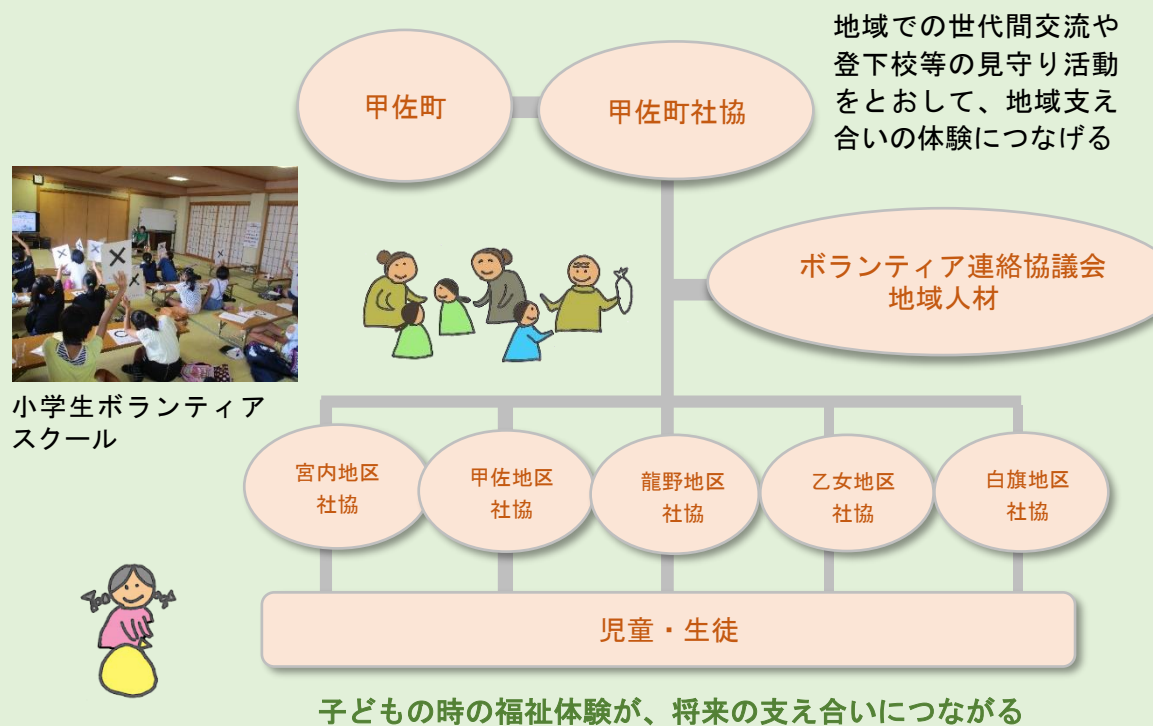 甲佐町
甲佐町社協
地域での世代間交流や
登下校等の見守り活動
をとおして、地域支え
合いの体験につなげる
ボランティア連絡協議会
地域人材
小学生ボランティア
スクール
宮内地区
社協
甲佐地区
社協
龍野地区
社協
乙女地区
社協
白旗地区
社協
児童・生徒
子どもの時の福祉体験が、将来の支え合いにつながる